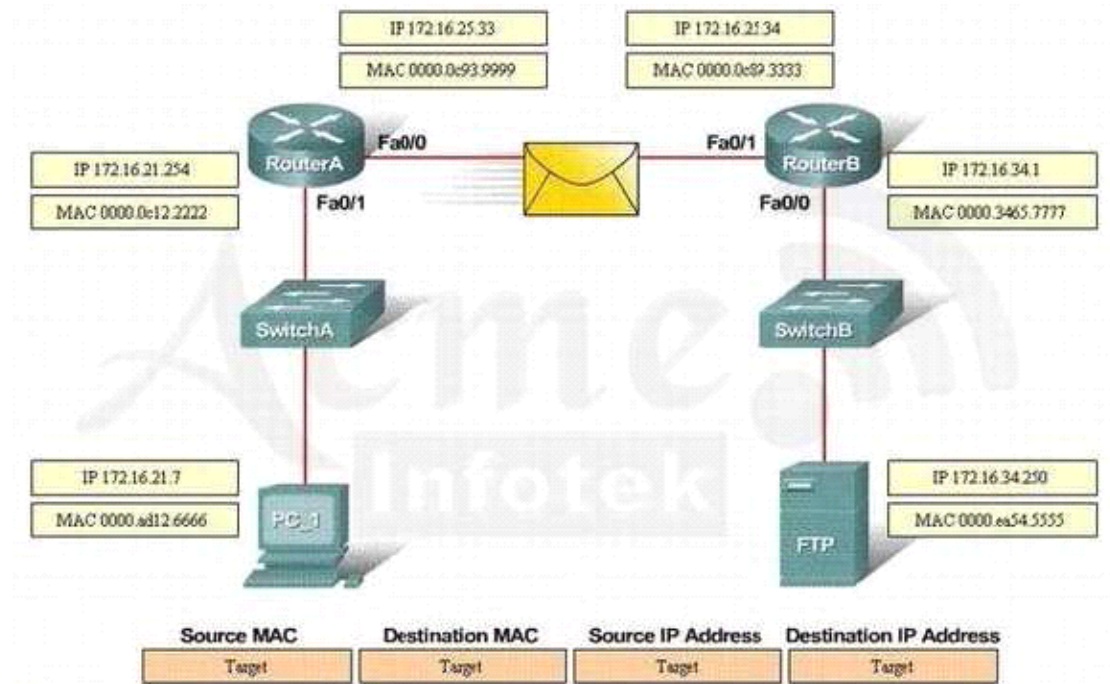 IP 172.16.25.33
IP 172.16.25.34
MAC 0000.0c93.9999
MAC 0000.0c89.3333
Fa0/0
Fa0/1
RouterA
RouterB
IP 172.16.21.254
IP 172.16.34.1
MAC 0000.0c12.2222
MAC 0000.3465.7777
Fa0/1
Fa0/0
SwitchA
SwitchB
Acme
Infotek
IP 172.16.21.7
IP 172.16.34.250
MAC 0000.ad12.6666
MAC 0000.ea54.5555
PC_1
FTP
Source MAC Destination MAC Source IP Address Destination IP Address
Target Target Target Target